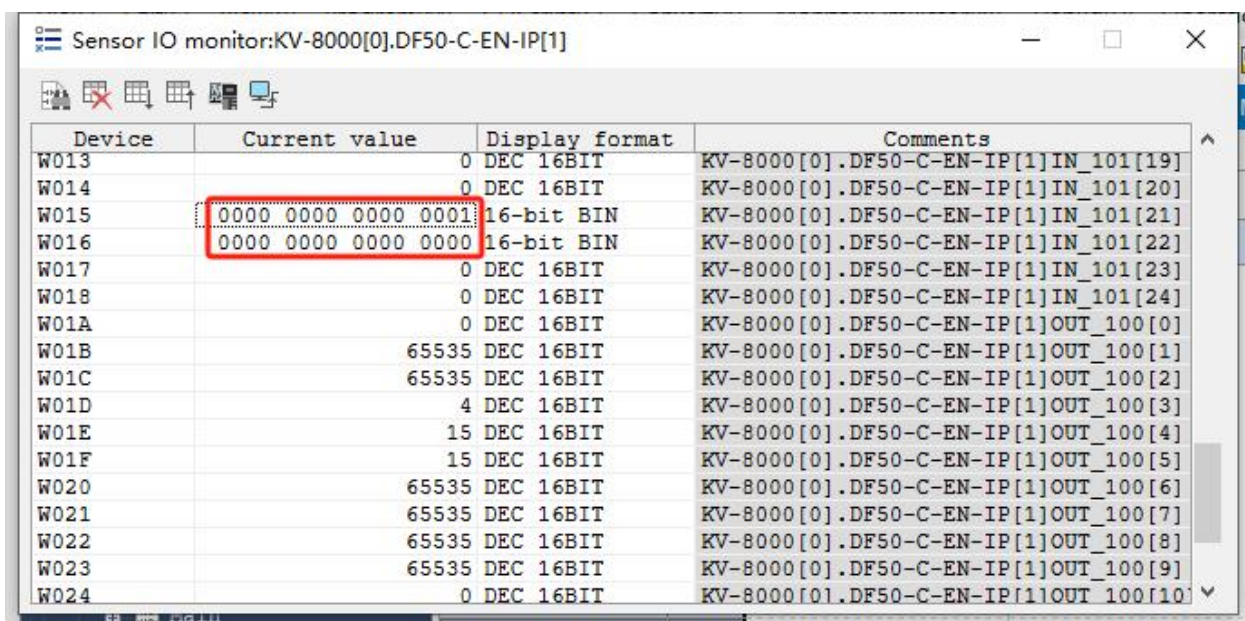 Sensor IO monitor:KV-8000[0].DF50-C-EN-IP[1]
Device Current value Display format Comments
W013 0 DEC 16BIT KV-8000[0].DF50-C-EN-IP[1]IN_101[19]
W014 0 DEC 16BIT KV-8000[0].DF50-C-EN-IP[1]IN_101[20]
W015 0000 0000 0000 0001 16-bit BIN KV-8000[0].DF50-C-EN-IP[1]IN_101[21]
W016 0000 0000 0000 0000 16-bit BIN KV-8000[0].DF50-C-EN-IP[1]IN_101[22]
W017 0 DEC 16BIT KV-8000[0].DF50-C-EN-IP[1]IN_101[23]
W018 0 DEC 16BIT KV-8000[0].DF50-C-EN-IP[1]IN_101[24]
W01A 0 DEC 16BIT KV-8000[0].DF50-C-EN-IP[1]OUT_100[0]
W01B 65535 DEC 16BIT KV-8000[0].DF50-C-EN-IP[1]OUT_100[1]
W01C 65535 DEC 16BIT KV-8000[0].DF50-C-EN-IP[1]OUT_100[2]
W01D 4 DEC 16BIT KV-8000[0].DF50-C-EN-IP[1]OUT_100[3]
W01E 15 DEC 16BIT KV-8000[0].DF50-C-EN-IP[1]OUT_100[4]
W01F 15 DEC 16BIT KV-8000[0].DF50-C-EN-IP[1]OUT_100[5]
W020 65535 DEC 16BIT KV-8000[0].DF50-C-EN-IP[1]OUT_100[6]
W021 65535 DEC 16BIT KV-8000[0].DF50-C-EN-IP[1]OUT_100[7]
W022 65535 DEC 16BIT KV-8000[0].DF50-C-EN-IP[1]OUT_100[8]
W023 65535 DEC 16BIT KV-8000[0].DF50-C-EN-IP[1]OUT_100[9]
W024 0 DEC 16BIT KV-8000[0].DF50-C-EN-IP[1]OUT_100[10]